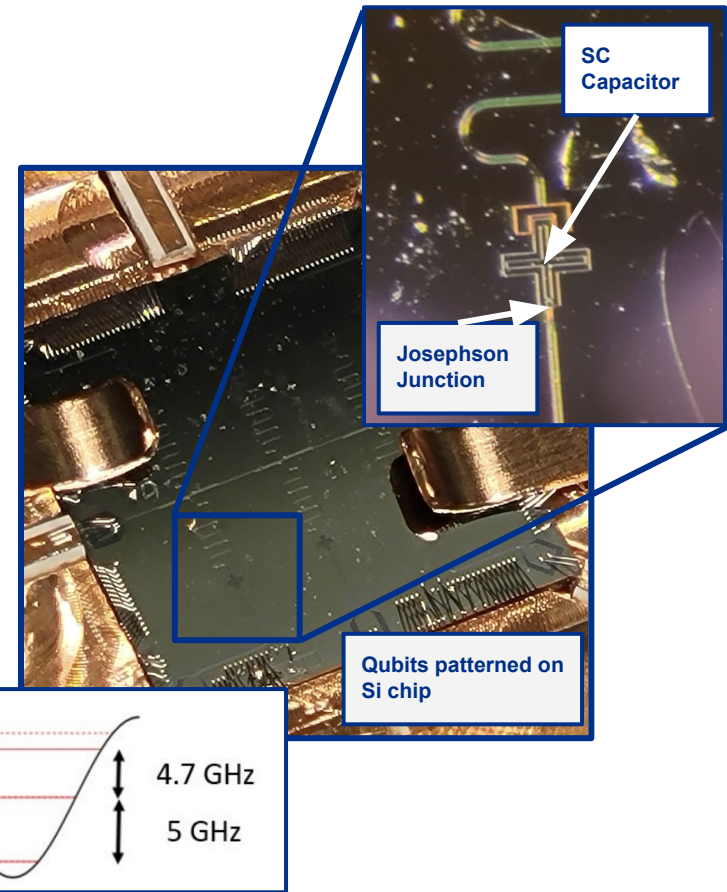 SC
Capacitor
Josephson
Junction
Qubits patterned on
Si chip
4.7 GHz
5 GHz